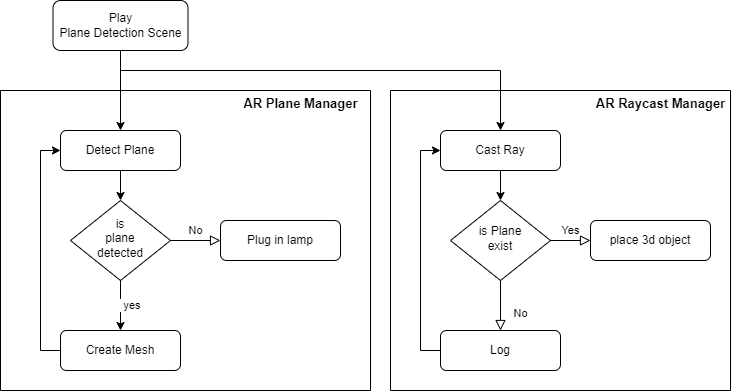 Play
Plane Detection Scene
AR Plane Manager
AR Raycast Manager
Detect Plane
Cast Ray
is
plane
detected
No
Plug in lamp
is Plane
exist
Yes
place 3d object
yes
No
Create Mesh
Log